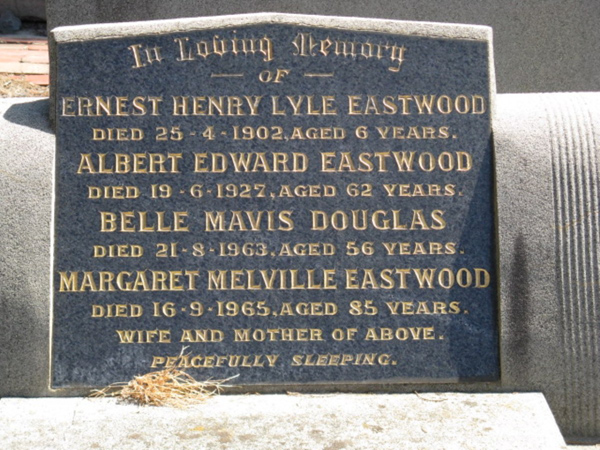 In Loving Memory
OF
ERNEST HENRY LYLE EASTWOOD
DIED 25-4-1902, AGED 6 YEARS.
ALBERT EDWARD EASTWOOD
DIED 19-6-1927, AGED 62 YEARS.
BELLE MAVIS DOUGLAS
DIED 21-8-1963, AGED 56 YEARS.
MARGARET MELVILLE EASTWOOD
DIED 16-9-1965, AGED 85 YEARS.
WIFE AND MOTHER OF ABOVE.
PEACEFULLY SLEEPING.